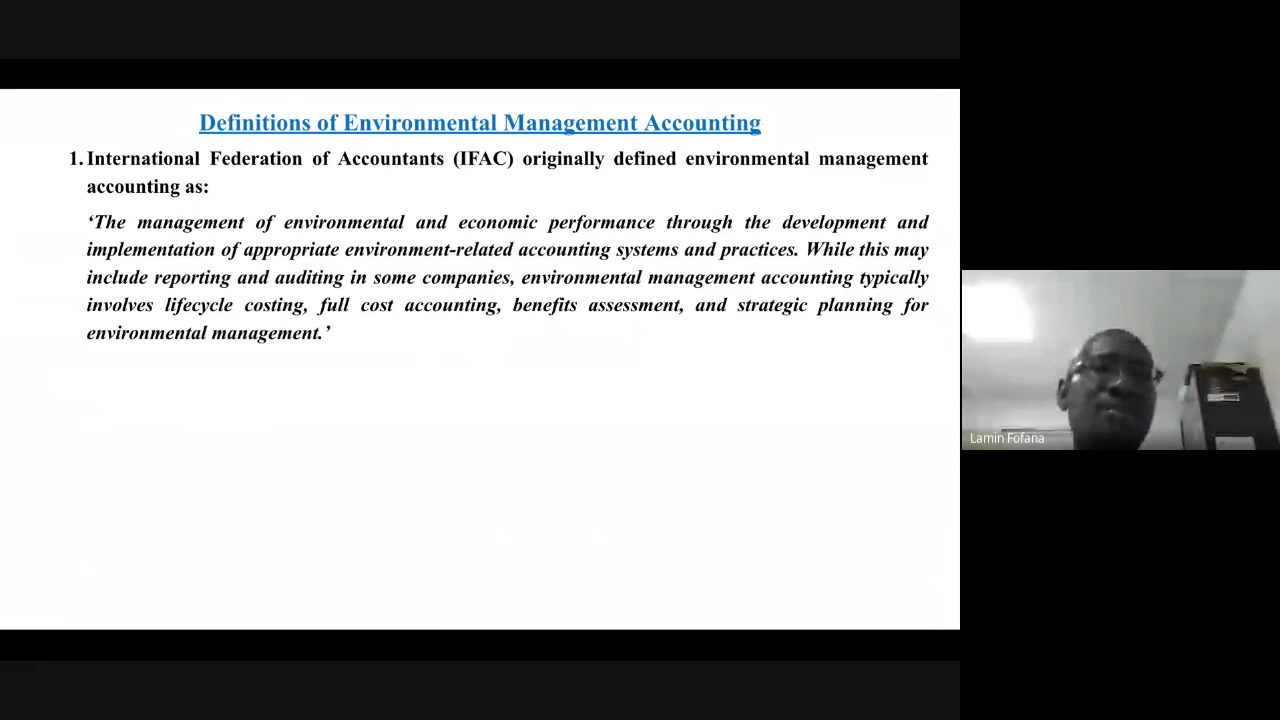 Definitions of Environmental Management Accounting
1. International Federation of Accountants (IFAC) originally defined environmental management
accounting as:
‘The management of environmental and economic performance through the development and
implementation of appropriate environment-related accounting systems and practices. While this may
include reporting and auditing in some companies, environmental management accounting typically
involves lifecycle costing, full cost accounting, benefits assessment, and strategic planning for
environmental management.’
Lamin Fofana